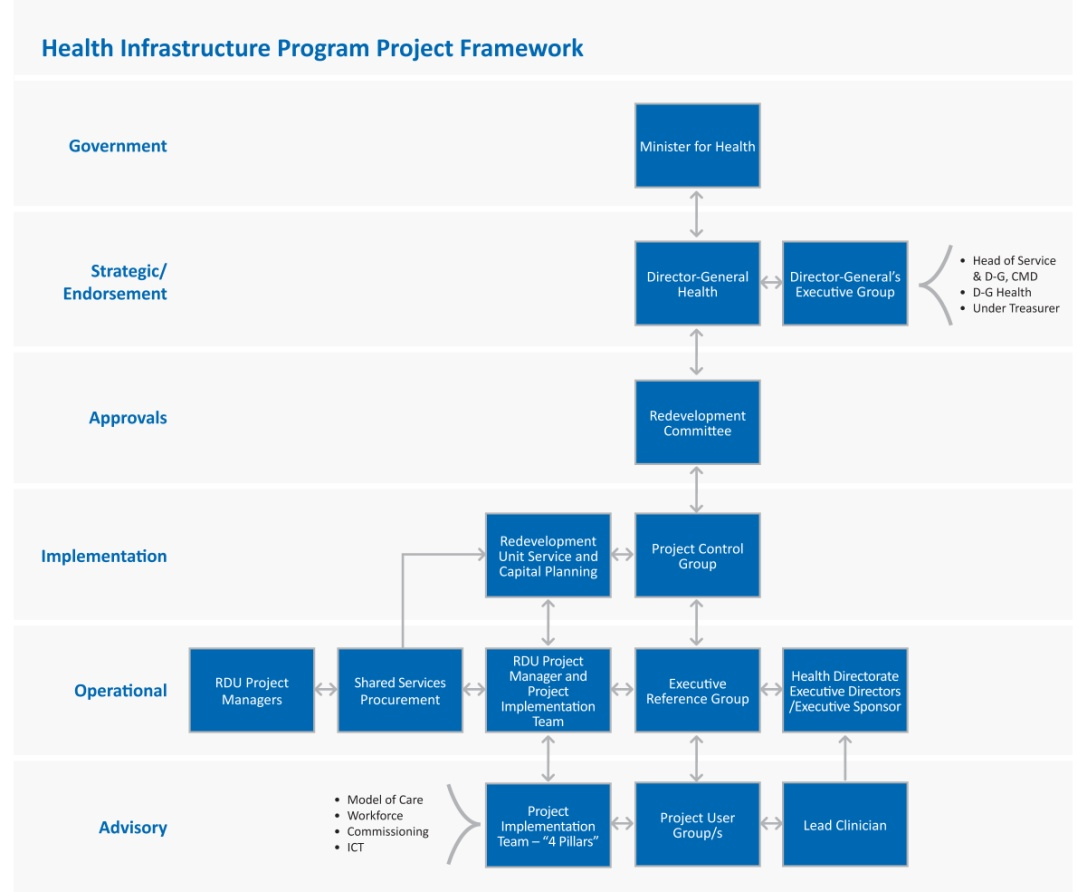 Health Infrastructure Program Project Framework
Government
Minister for Health
Strategic/
Endorsement
Director-General
Health
Director-General’s
Executive Group
• Head of Service
& D-G, CMD
• D-G Health
• Under Treasurer
Approvals
Redevelopment
Committee
Implementation
Redevelopment
Unit Service and
Capital Planning
Project Control
Group
Operational
RDU Project
Managers
Shared Services
Procurement
RDU Project
Manager and
Project
Implementation
Team
Executive
Reference Group
Health Directorate
Executive Directors
/Executive Sponsor
Advisory
• Model of Care
• Workforce
• Commissioning
• ICT
Project
Implementation
Team – “4 Pillars”
Project User
Group/s
Lead Clinician